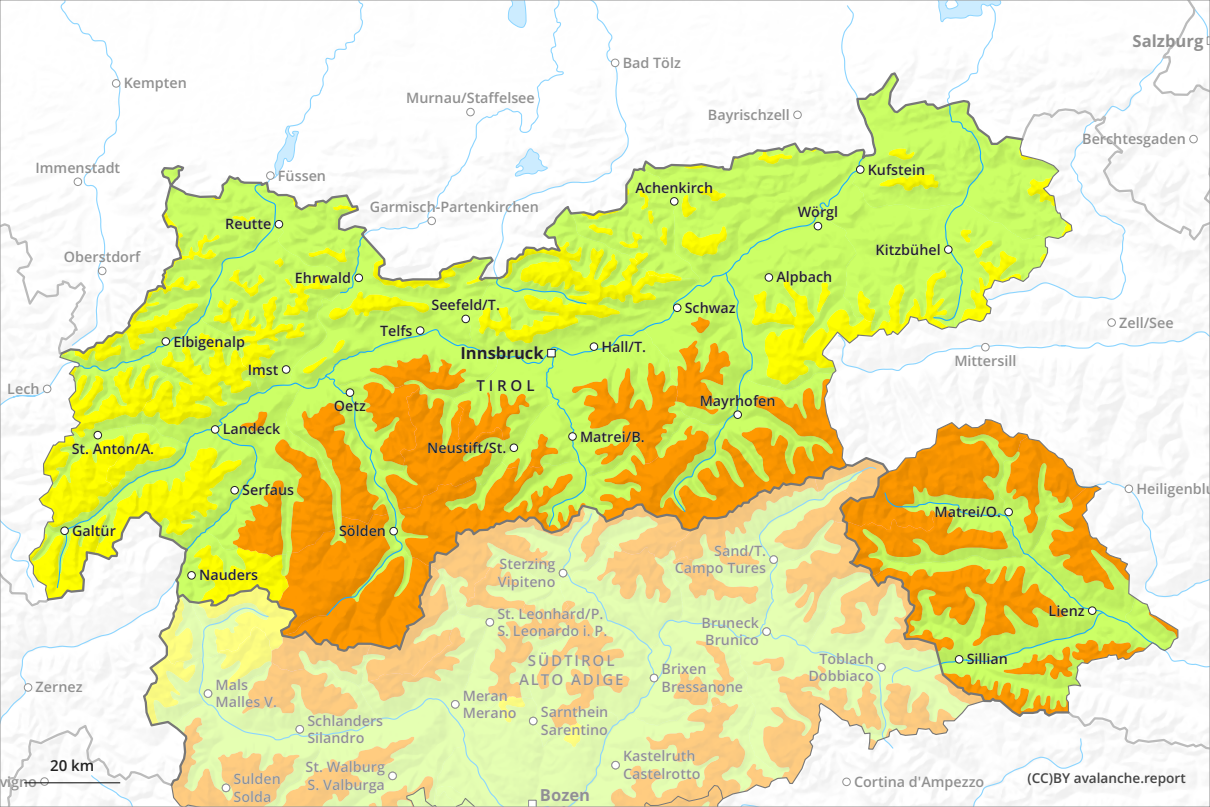 Salzburg
Bad Tölz
Kempten
Murnau/Staffelsee
Bayrischzell
Berchtesgaden
Immenstadt
Füssen
Kufstein
Achenkirch
Garmisch-Partenkirchen
Wörgl
Reutte
Oberstdorf
Kitzbühel
Ehrwald
Alpbach
Seefeld/T.
Schwaz
Telfs
Zell/See
Elbigenalp
Innsbruck
Hall/T.
Mittersill
Imst
TIROL
Lech
Oetz
Mayrhofen
Landeck
Matrei/B.
St. Anton/A.
Neustift/St.
Serfaus
Heiligenblu
Matrei/O.
Galtür
Sölden
Sand/T.
Campo Tures
Sterzing
Vipiteno
Nauders
Lienz
St. Leonhard/P.
S. Leonardo i. P.
Bruneck
Brunico
Sillian
Toblach
Dobbiaco
SÜDTIROL
ALTO ADIGE
Brixen
Bressanone
Zernez
Mals
Malles V.
Meran
Merano
Sarnthein
Sarentino
Schlanders
Silandro
Kastelruth
Castelrotto
20 km
St. Walburg
S. Valburga
vigno
Sulden
Solda
Cortina d'Ampezzo
(CC)BY avalanche.report
Bozen